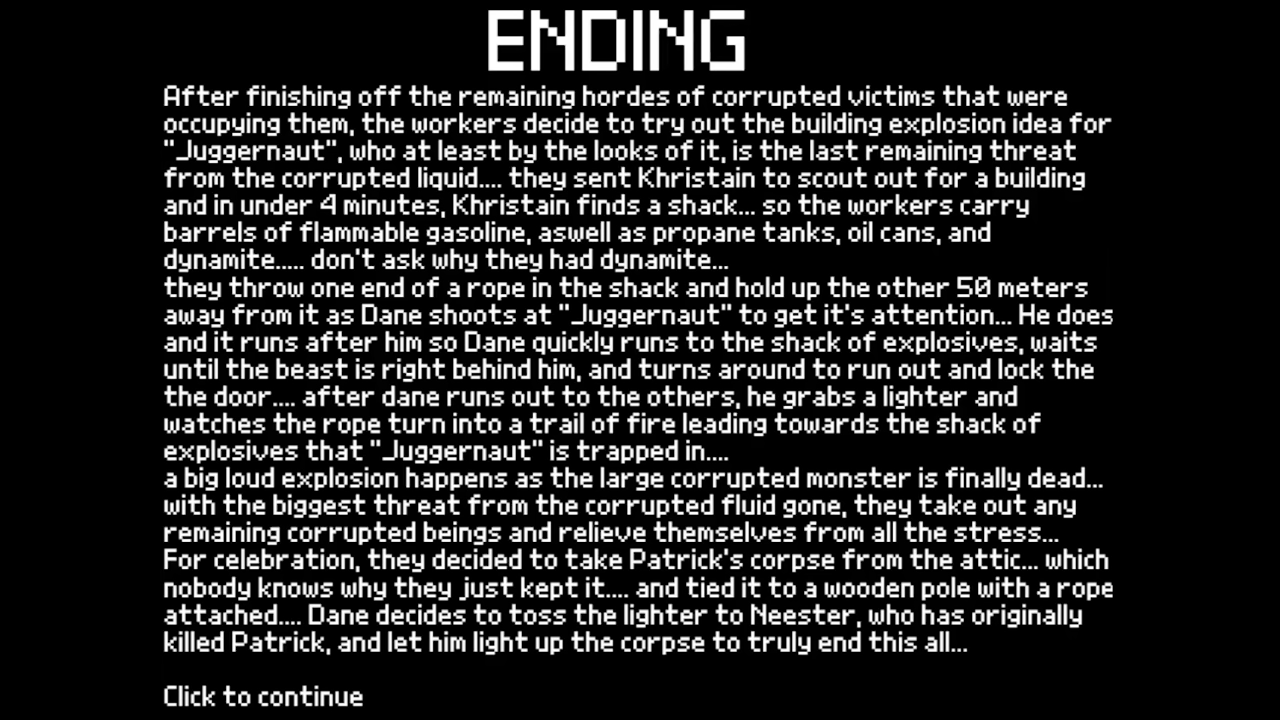 ENDING
After finishing off the remaining hordes of corrupted victims that were
occupying them, the workers decide to try out the building explosion idea for
"Juggernaut", who at least by the looks of it, is the last remaining threat
from the corrupted liquid.... they sent Khristain to scout out for a building
and in under 4 minutes, Khristain finds a shack... so the workers carry
barrels of flammable gasoline, aswell as propane tanks, oil cans, and
dynamite..... don't ask why they had dynamite...
they throw one end of a rope in the shack and hold up the other 50 meters
away from it as Dane shoots at "Juggernaut" to get it's attention... He does
and it runs after him so Dane quickly runs to the shack of explosives, waits
until the beast is right behind him, and turns around to run out and lock the
the door.... after dane runs out to the others, he grabs a lighter and
watches the rope turn into a trail of fire leading towards the shack of
explosives that "Juggernaut" is trapped in....
a big loud explosion happens as the large corrupted monster is finally dead...
with the biggest threat from the corrupted fluid gone, they take out any
remaining corrupted beings and relieve themselves from all the stress...
For celebration, they decided to take Patrick's corpse from the attic... which
nobody knows why they just kept it.... and tied it to a wooden pole with a rope
attached.... Dane decides to toss the lighter to Neester, who has originally
killed Patrick, and let him light up the corpse to truly end this all...
Click to continue